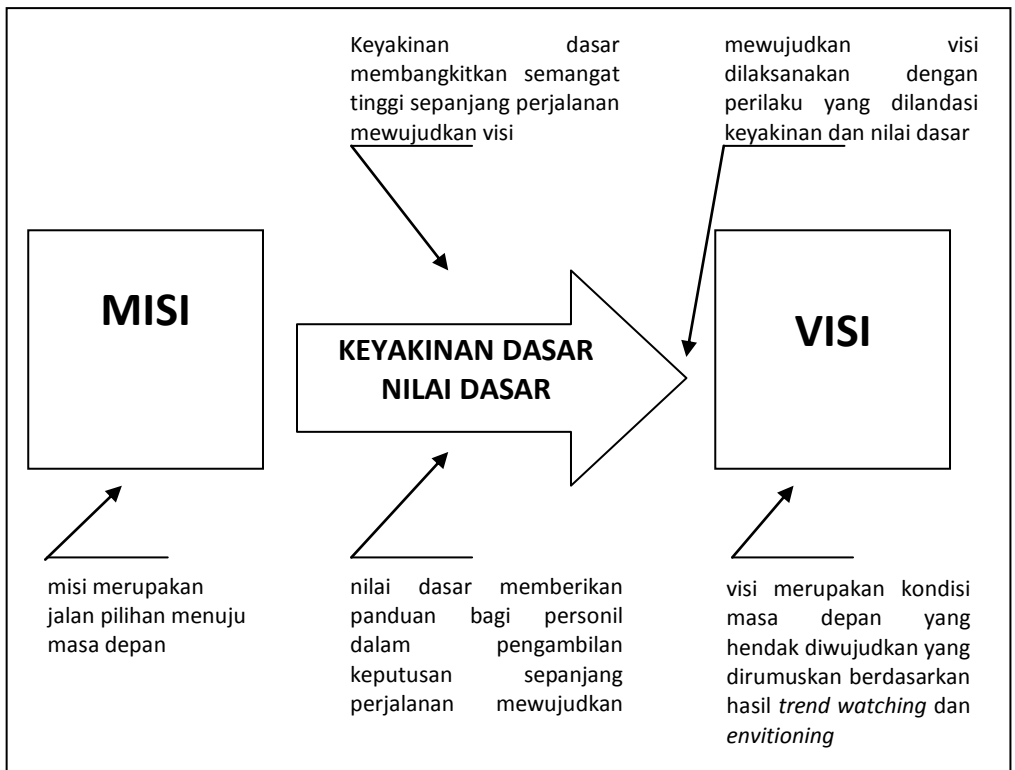 Keyakinan dasar
membangkitkan semangat
tinggi sepanjang perjalanan
mewujudkan visi
mewujudkan visi
dilaksanakan dengan
perilaku yang dilandasi
keyakinan dan nilai dasar
MISI
KEYAKINAN DASAR
NILAI DASAR
VISI
misi merupakan
jalan pilihan menuju
masa depan
nilai dasar memberikan
panduan bagi personil
dalam pengambilan
keputusan sepanjang
perjalanan mewujudkan
visi merupakan kondisi
masa depan yang
hendak diwujudkan yang
dirumuskan berdasarkan
hasil trend watching dan
envitioning